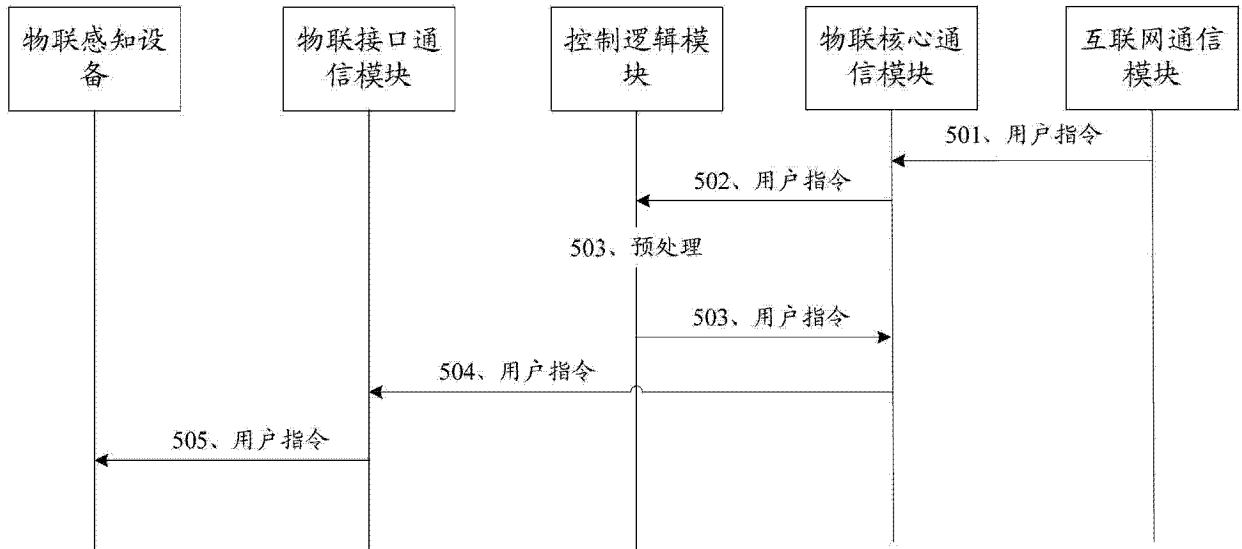 物联感知设
备
物联接口通
信模块
控制逻辑模
块
物联核心通
信模块
互联网通信
模块
501、用户指令
502、用户指令
503、预处理
503、用户指令
504、用户指令
505、用户指令